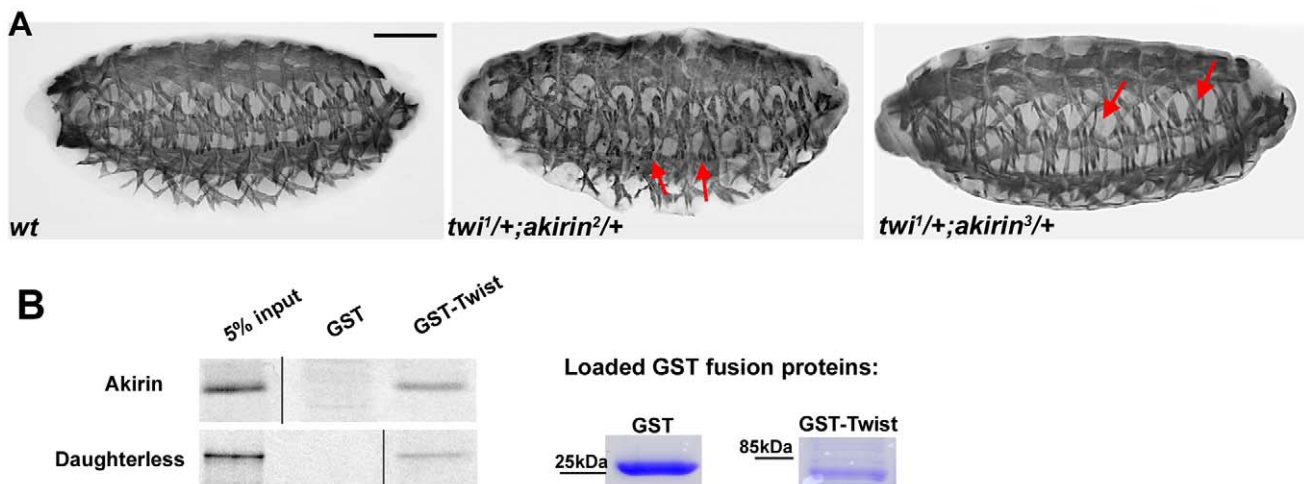 A
wt
twi¹/+;akirin²/+
twi¹/+;akirin³/+
B
5% input
GST
GST-Twist
Akirin
Daughterless
Loaded GST fusion proteins:
GST
GST-Twist
25kDa
85kDa